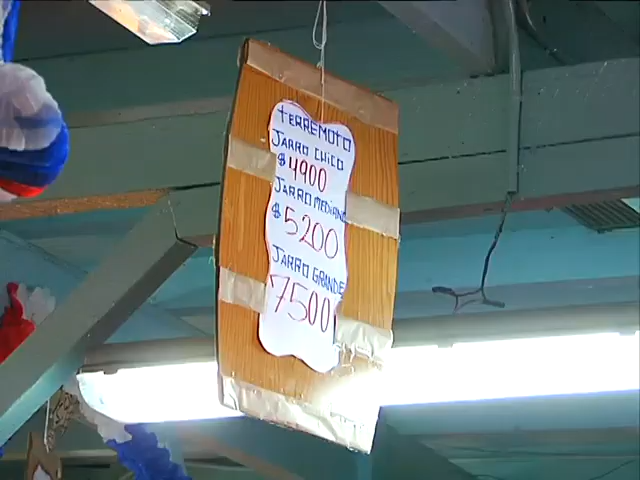 TERREMOTO
JARRO CHICO
$4900
JARRO MEDIANO
$5200
JARRO GRANDE
7500